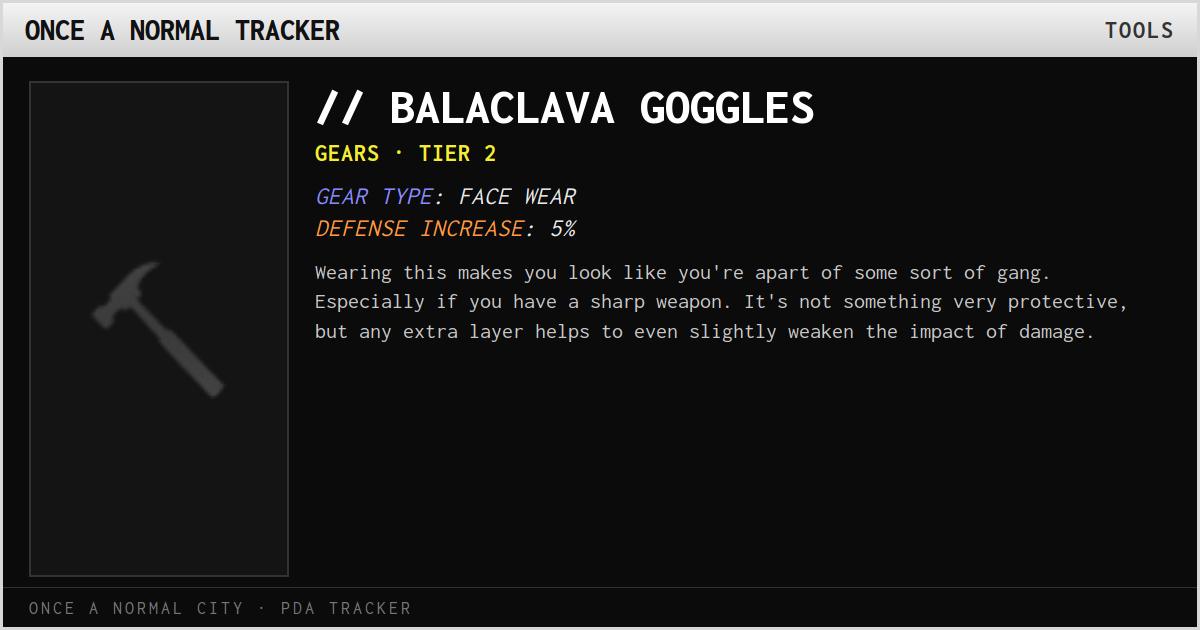 ONCE A NORMAL TRACKER
TOOLS
// BALACLAVA GOGGLES
GEARS · TIER 2
GEAR TYPE: FACE WEAR
DEFENSE INCREASE: 5%
Wearing this makes you look like you're apart of some sort of gang.
Especially if you have a sharp weapon. It's not something very protective,
but any extra layer helps to even slightly weaken the impact of damage.
ONCE A NORMAL CITY · PDA TRACKER